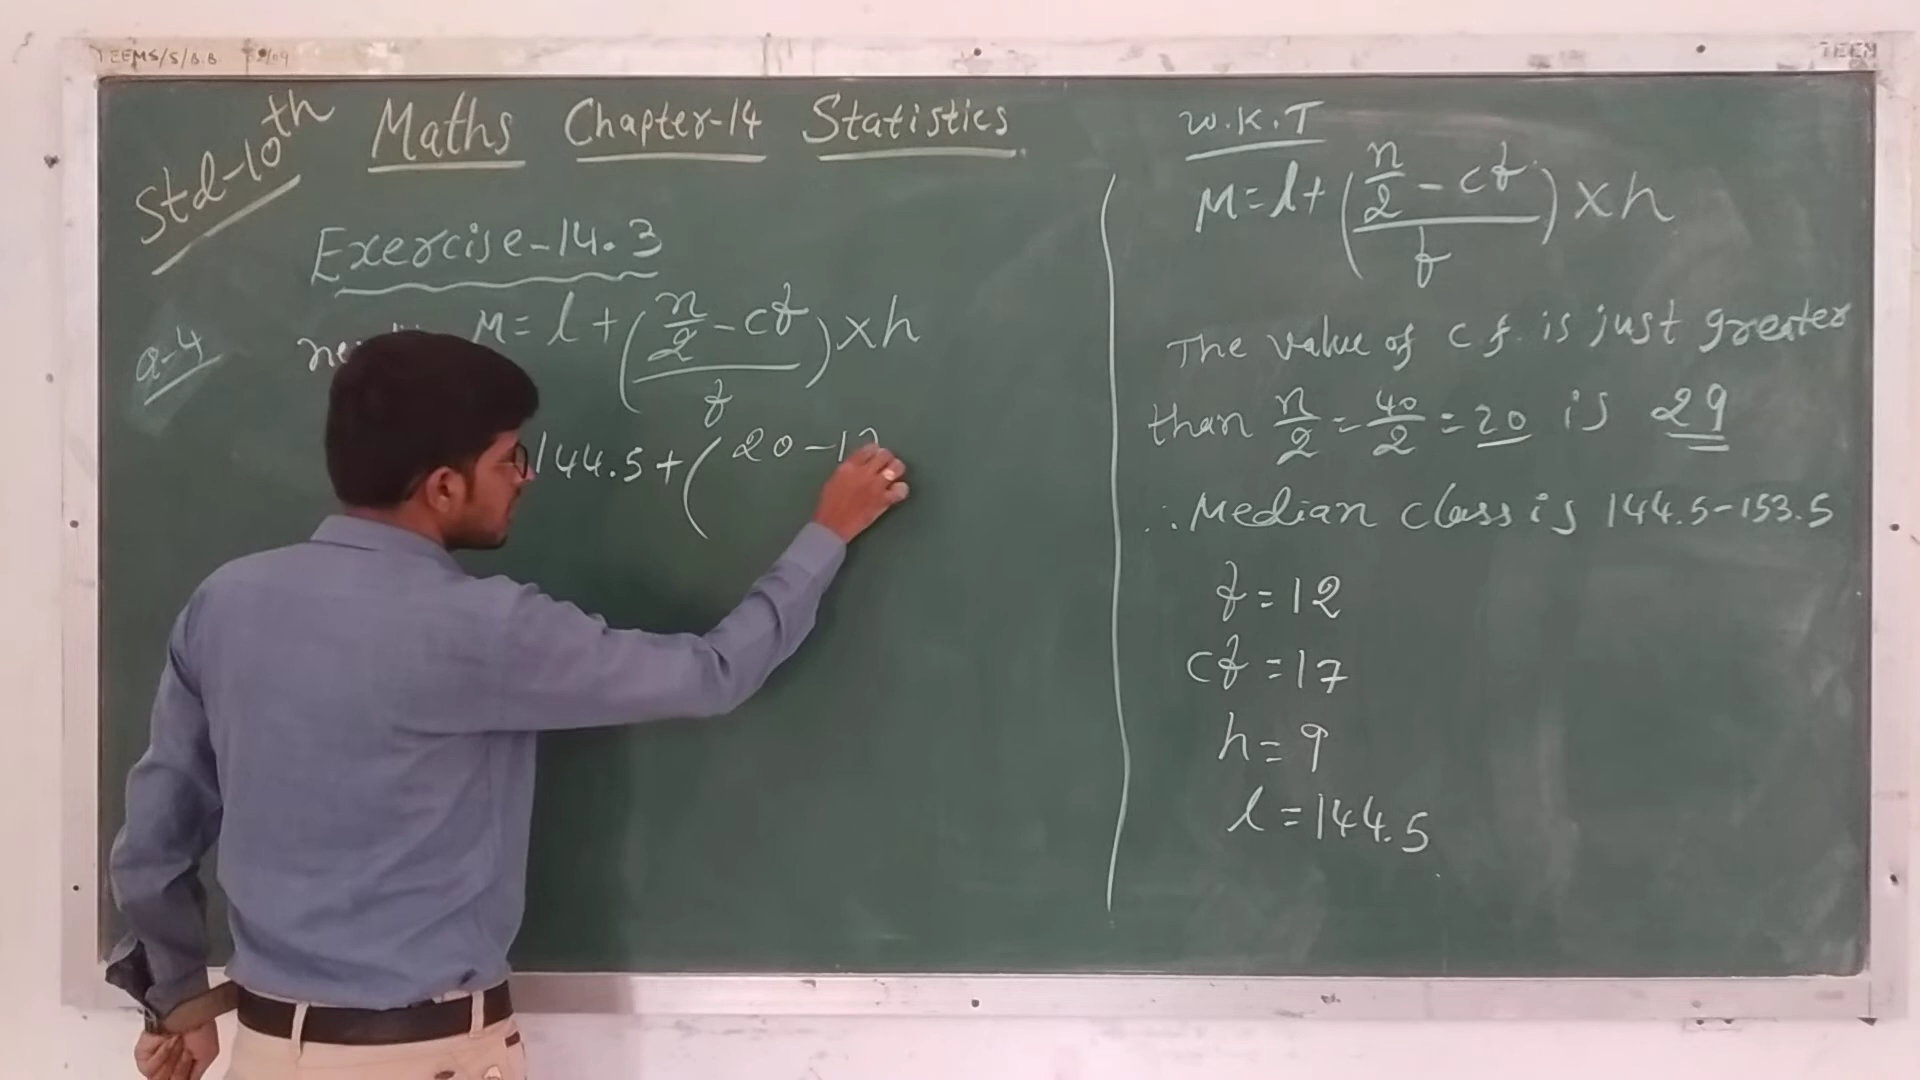 TEEMS/S/B.B
TEEM
Std-10th Maths Chapter-14 Statistics.
Exercise-14.3
Q-4
M = l + (n/2 - cf / f) × h
144.5 + ( 20 - 1
W.K.T
M = l + (n/2 - cf / f) × h
The value of c.f. is just greater
than n/2 = 40/2 = 20 is 29
∴ Median class is 144.5-153.5
f = 12
cf = 17
h = 9
l = 144.5